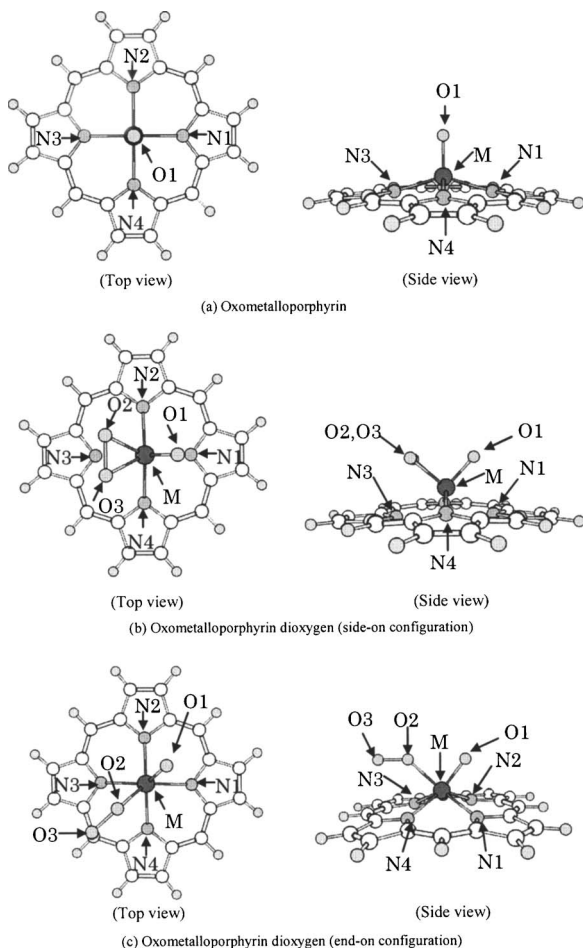 N2
O1
N3
N1
N3
M
N1
O1
N4
N4
(Top view)
(Side view)
(a) Oxometalloporphyrin
N2
O2
O1
O2,O3
O1
N3
N1
N3
M
N1
O3
M
N4
N4
(Top view)
(Side view)
(b) Oxometalloporphyrin dioxygen (side-on configuration)
N2
O1
O3
O2
O1
M
O2
N3
N2
N3
N1
O3
M
N4
N4
N1
(Top view)
(Side view)
(c) Oxometalloporphyrin dioxygen (end-on configuration)